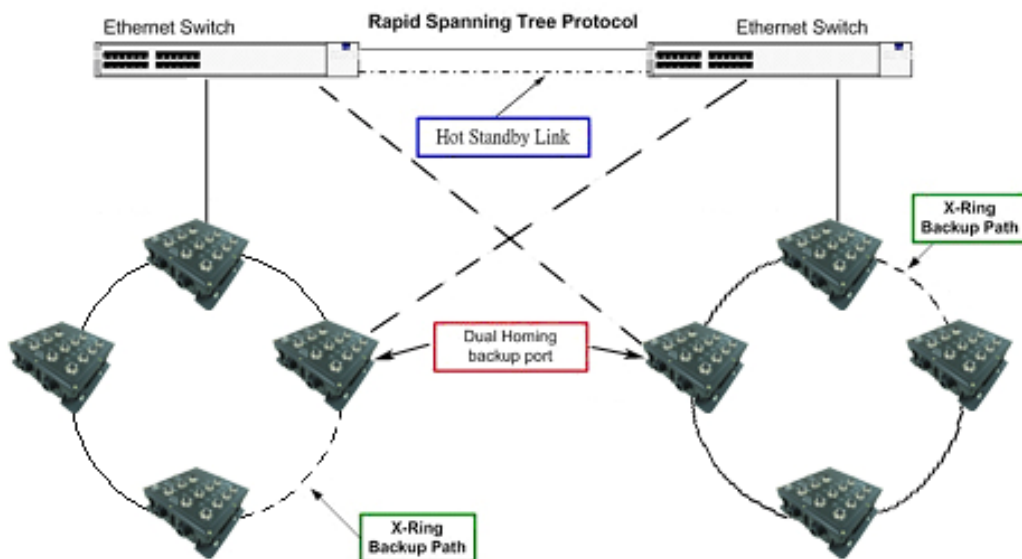 Ethernet Switch
Rapid Spanning Tree Protocol
Ethernet Switch
Hot Standby Link
X-Ring
Backup Path
Dual Homing
backup port
X-Ring
Backup Path